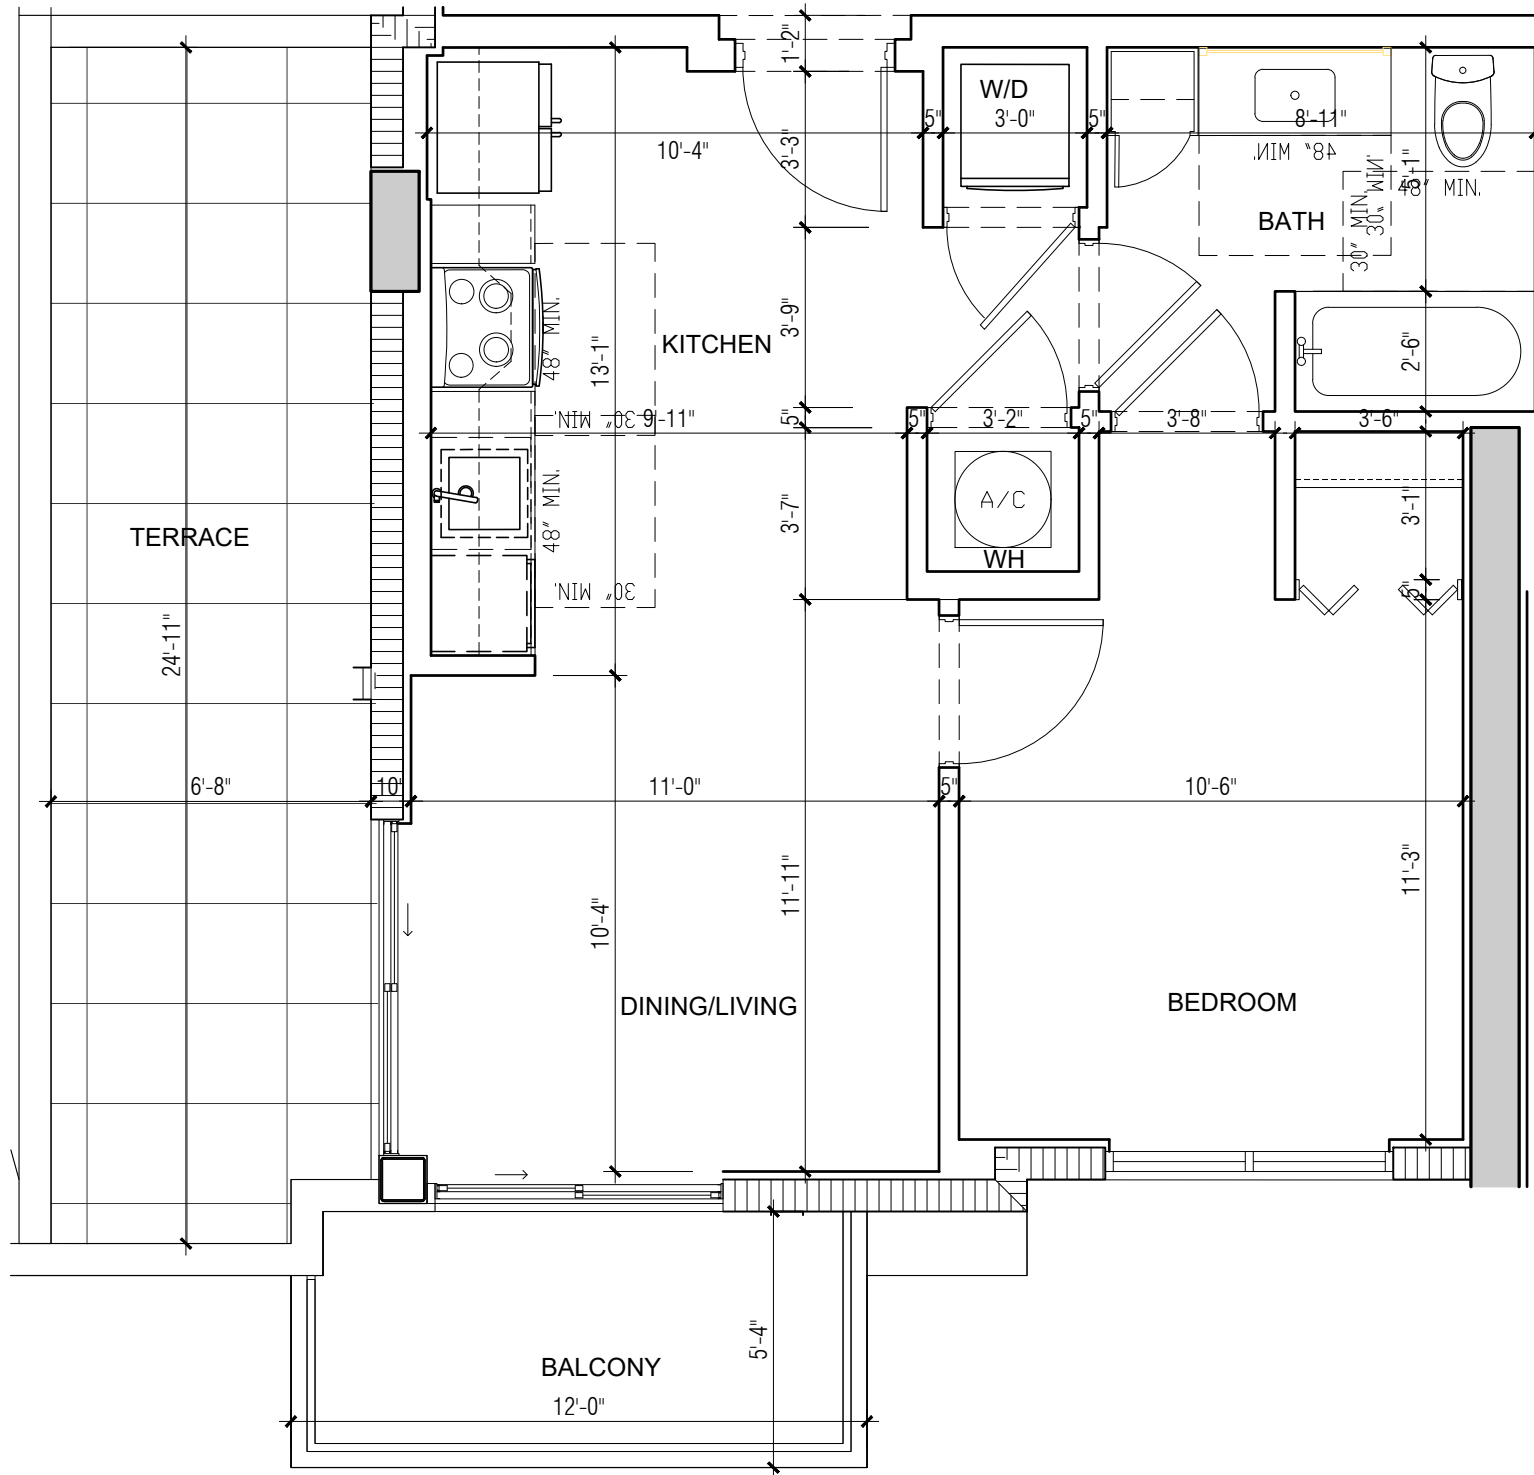 1'-2"
W/D
5"
3'-0"
5"
8'-11"
10'-4"
3'-3"
48" MIN.
5'-1"
48" MIN.
30" MIN.
30" MIN.
BATH
48" MIN.
3'-9"
KITCHEN
13'-1"
2'-6"
30" MIN.
9'-11"
5"
5"
3'-2"
5"
3'-8"
3'-6"
48" MIN.
3'-7"
A/C
3'-1"
TERRACE
WH
30" MIN.
5"
24'-11"
6'-8"
10"
11'-0"
5"
10'-6"
11'-11"
11'-3"
10'-4"
DINING/LIVING
BEDROOM
5'-4"
BALCONY
12'-0"